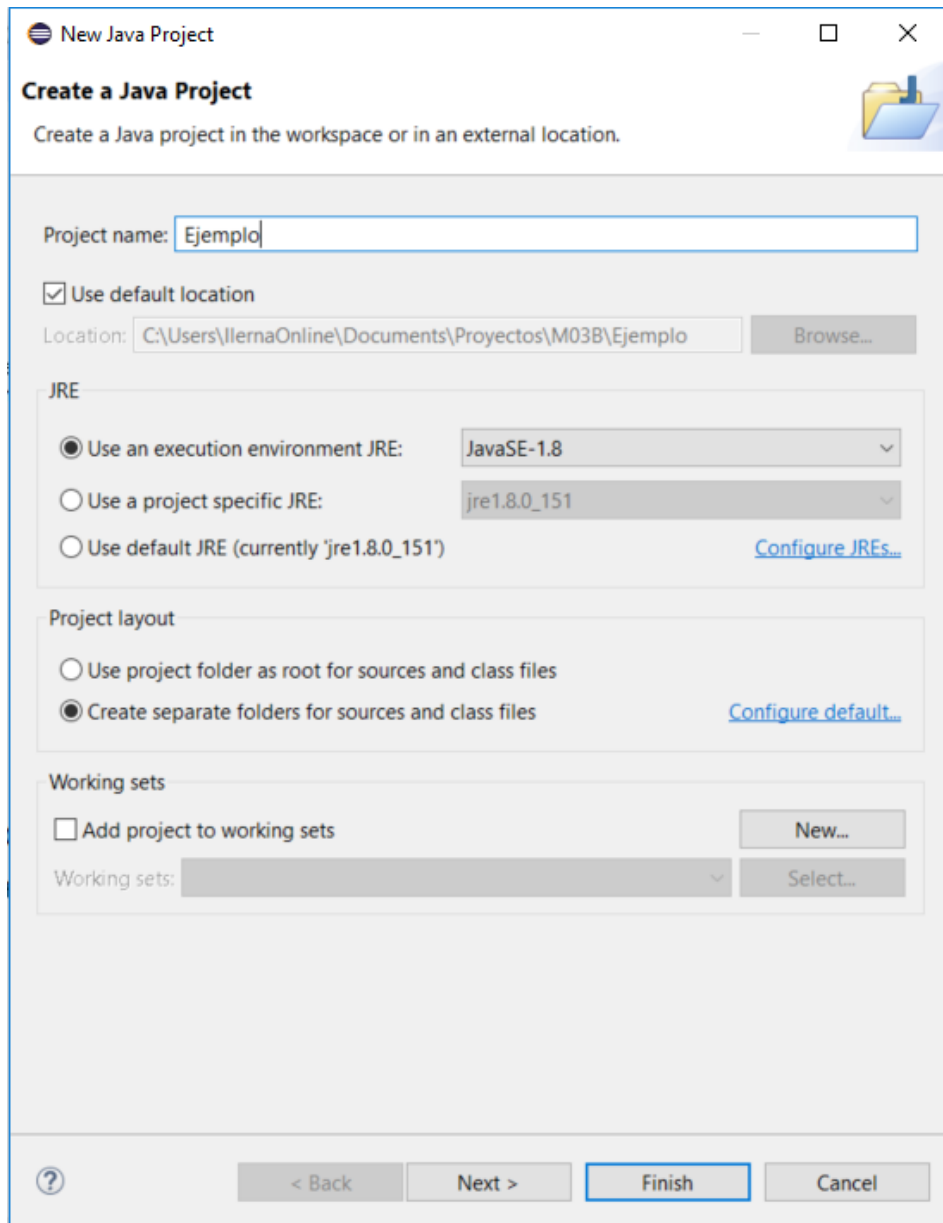 New Java Project
Create a Java Project
Create a Java project in the workspace or in an external location.
Project name: Ejemplo
Use default location
Location: C:\Users\IlernaOnline\Documents\Proyectos\M03B\Ejemplo Browse...
JRE
Use an execution environment JRE: JavaSE-1.8
Use a project specific JRE: jre1.8.0_151
Use default JRE (currently 'jre1.8.0_151') Configure JREs...
Project layout
Use project folder as root for sources and class files
Create separate folders for sources and class files Configure default...
Working sets
Add project to working sets New...
Working sets: Select...
? < Back Next > Finish Cancel